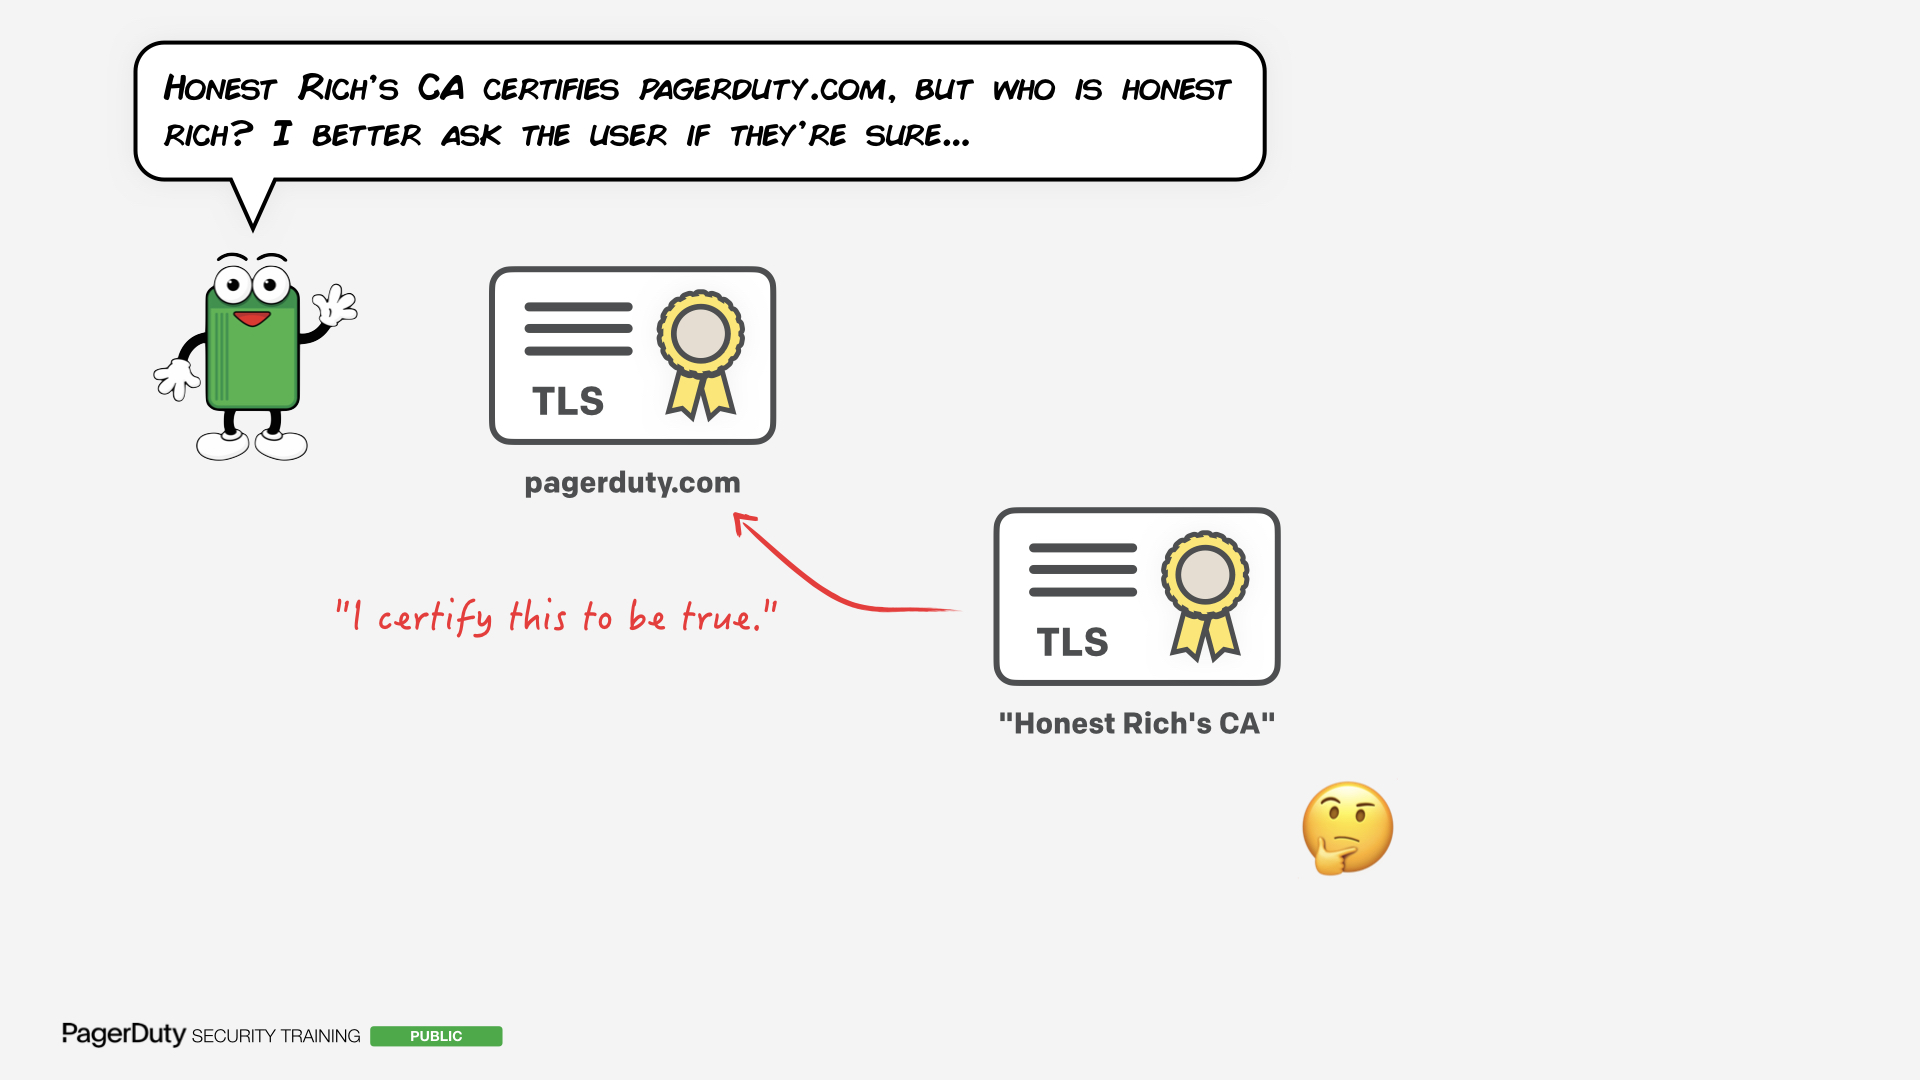 Honest Rich's CA certifies pagerduty.com, but who is honest
rich? I better ask the user if they're sure...
TLS
pagerduty.com
"I certify this to be true."
TLS
"Honest Rich's CA"
PagerDuty SECURITY TRAINING PUBLIC